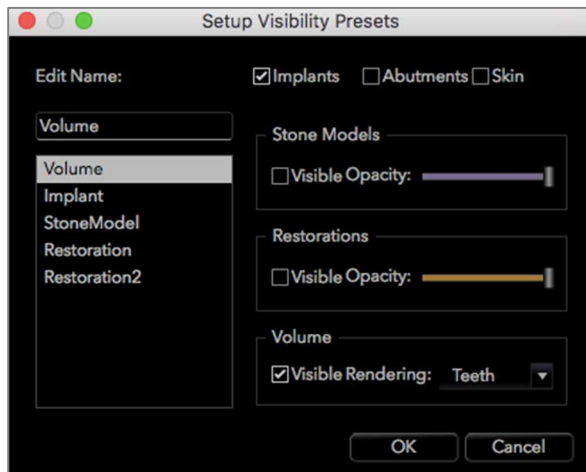 Setup Visibility Presets
Edit Name:
Implants Abutments Skin
Volume
Volume
Implant
StoneModel
Restoration
Restoration2
Stone Models
Visible Opacity:
Restorations
Visible Opacity:
Volume
Visible Rendering: Teeth
OK Cancel